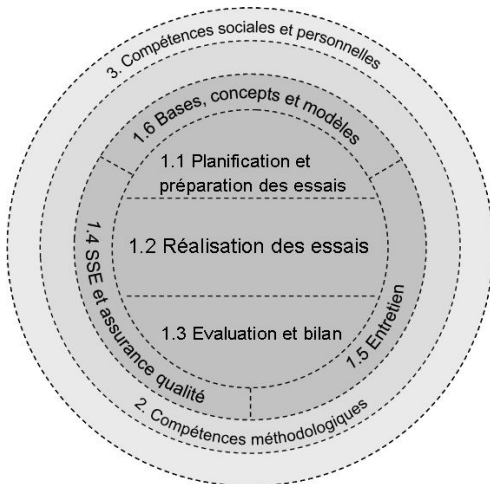 3. Compétences sociales et personnelles
1.6 Bases, concepts et modèles
1.1 Planification et
préparation des essais
1.2 Réalisation des essais
1.3 Evaluation et bilan
1.4 SSE et assurance qualité
1.5 Entretien
2. Compétences méthodologiques